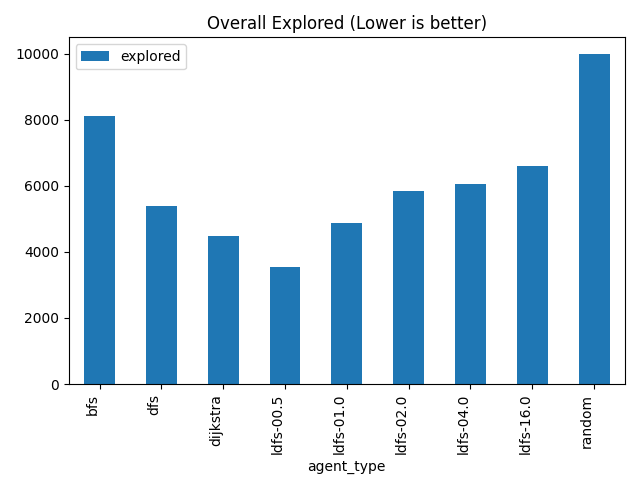 Overall Explored (Lower is better)
explored
10000
8000
6000
4000
2000
0
bfs
dfs
dijkstra
ldfs-00.5
ldfs-01.0
ldfs-02.0
ldfs-04.0
ldfs-16.0
random
agent_type